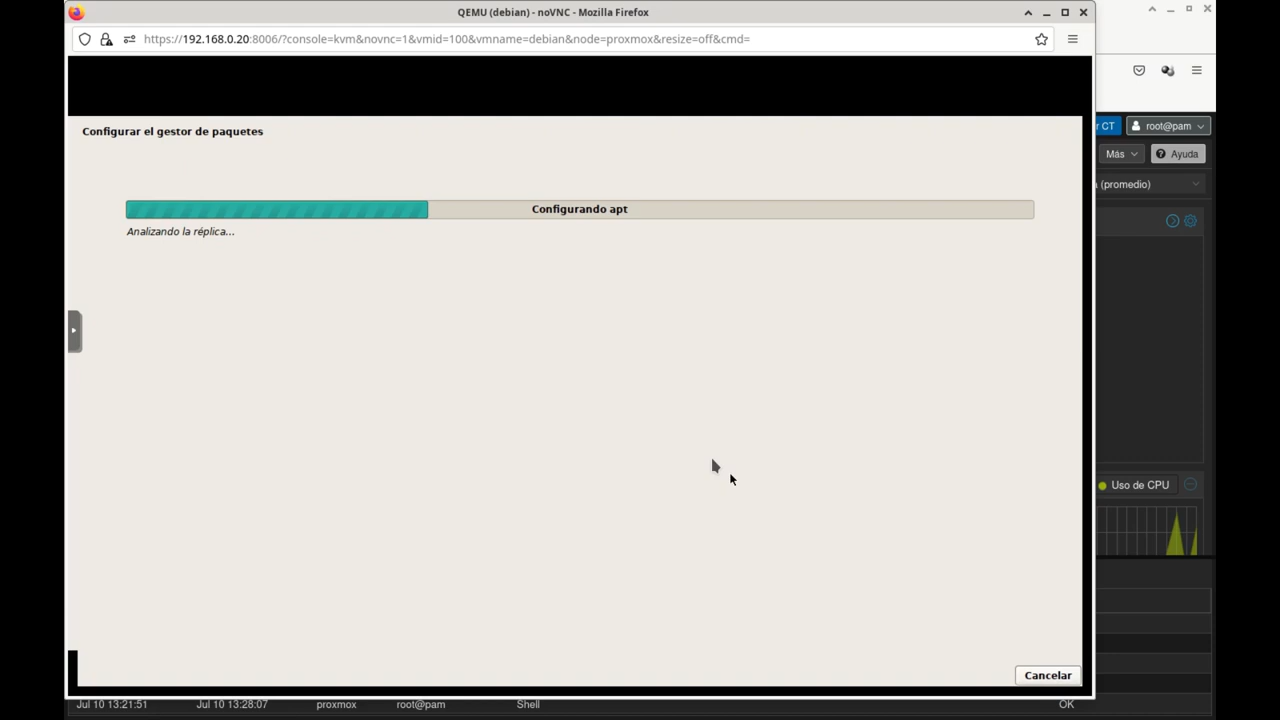 QEMU (debian) - noVNC - Mozilla Firefox
https://192.168.0.20:8006/?console=kvm&novnc=1&vmid=100&vmname=debian&node=proxmox&resize=off&cmd=
Configurar el gestor de paquetes
r CT
root@pam
Más
Ayuda
(promedio)
Configurando apt
Analizando la réplica...
Uso de CPU
Cancelar
Jul 10 13:21:51 Jul 10 13:28:07 proxmox root@pam Shell OK